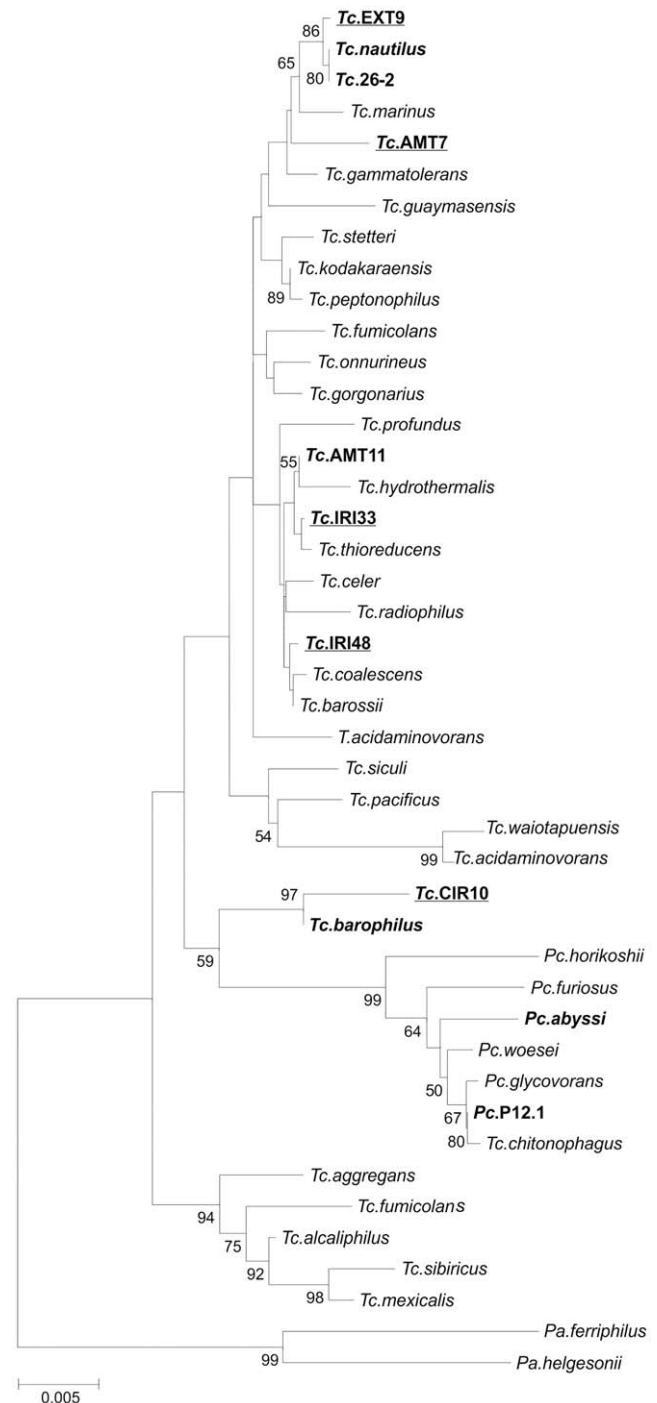 Tc.EXT9
86
Tc.nautilus
65
80
Tc.26-2
Tc.marinus
Tc.AMT7
Tc.gammatolerans
Tc.guaymasensis
Tc.stetteri
Tc.kodakaraensis
89
Tc.peptonophilus
Tc.fumicolans
Tc.onnurineus
Tc.gorgonarius
Tc.profundus
55
Tc.AMT11
Tc.hydrothermalis
Tc.IRI33
Tc.thioreducens
Tc.celer
Tc.radiophilus
Tc.IRI48
Tc.coalescens
Tc.barossii
T.acidaminovorans
Tc.siculi
Tc.pacificus
54
Tc.waiotapuensis
99
Tc.acidaminovorans
97
Tc.CIR10
Tc.barophilus
59
Pc.horikoshii
99
Pc.furiosus
64
Pc.abyssi
Pc.woesei
50
Pc.glycovorans
67
Pc.P12.1
80
Tc.chitonophagus
Tc.aggregans
94
Tc.fumicolans
75
Tc.alcaliphilus
92
Tc.sibiricus
98
Tc.mexicalis
Pa.ferriphilus
99
Pa.helgesonii
0.005